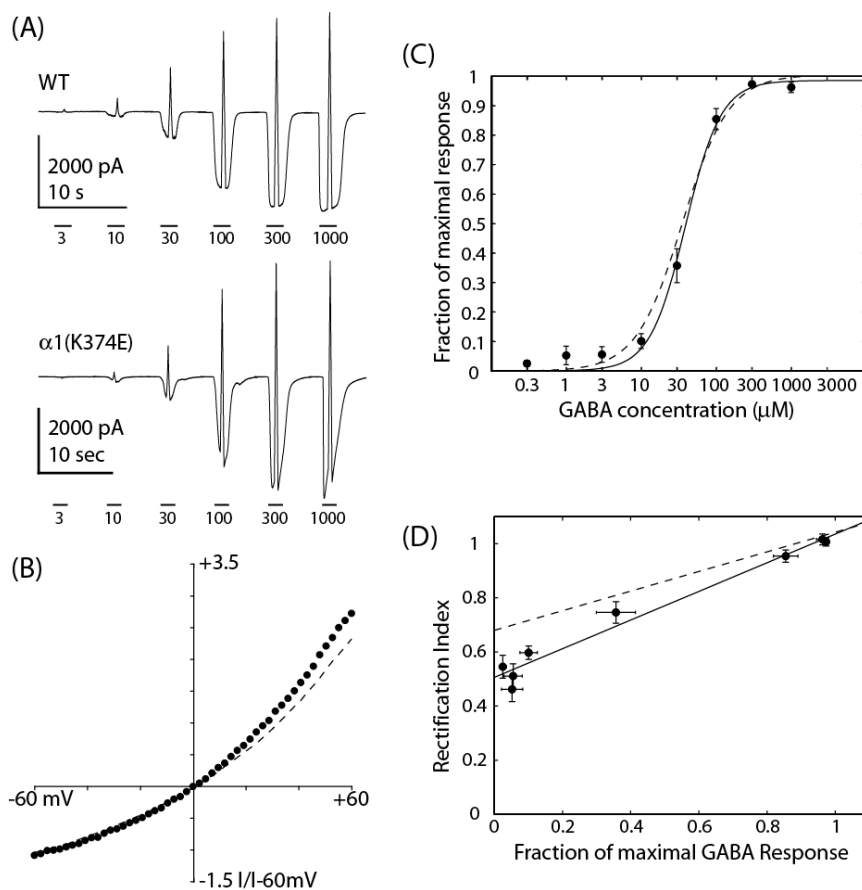 (A)
WT
2000 pA
10 s
3 10 30 100 300 1000
α1(K374E)
2000 pA
10 sec
3 10 30 100 300 1000
(B)
+3.5
-60 mV
+60
-1.5 I/I-60mV
(C)
Fraction of maximal response
1
0.9
0.8
0.7
0.6
0.5
0.4
0.3
0.2
0.1
0
0.3 1 3 10 30 100 300 1000 3000
GABA concentration (μM)
(D)
Rectification Index
1
0.8
0.6
0.4
0.2
0
0 0.2 0.4 0.6 0.8 1
Fraction of maximal GABA Response